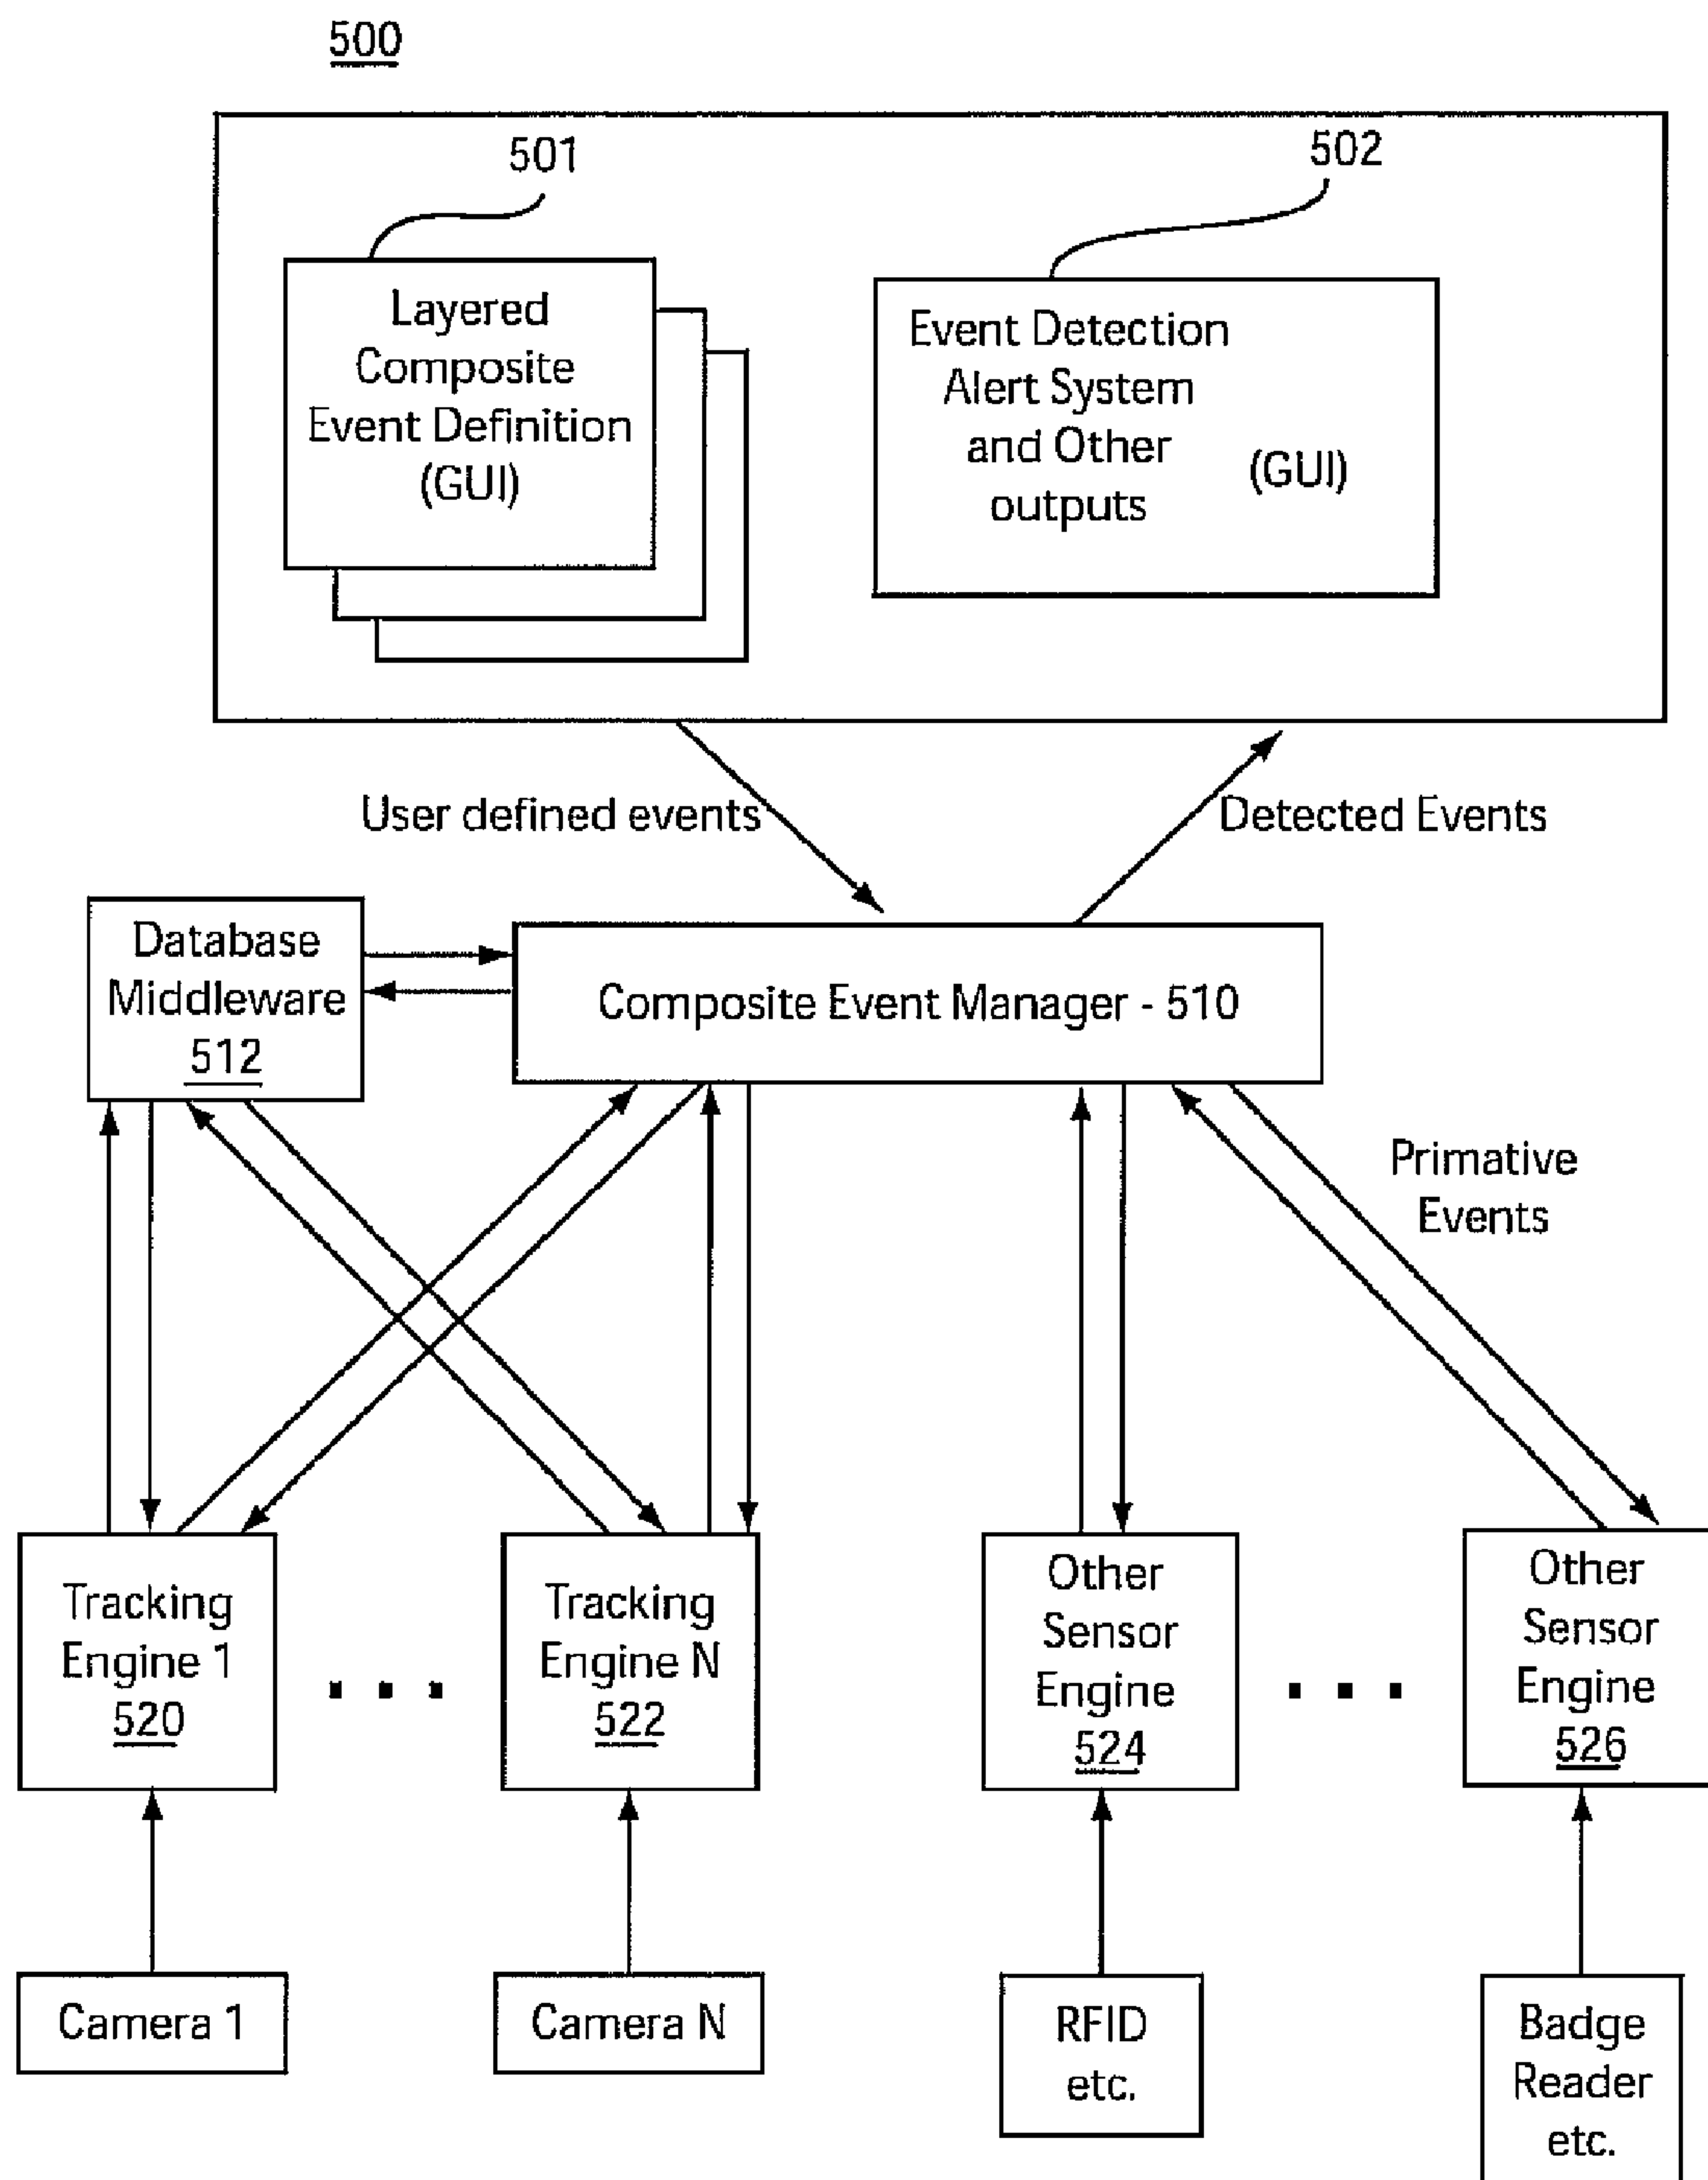 500
501
502
Layered
Composite
Event Definition
(GUI)
Event Detection
Alert System
and Other
outputs
(GUI)
User defined events
Detected Events
Database
Middleware
512
Composite Event Manager - 510
Primative
Events
Tracking
Engine 1
520
Tracking
Engine N
522
Other
Sensor
Engine
524
Other
Sensor
Engine
526
Camera 1
Camera N
RFID
etc.
Badge
Reader
etc.